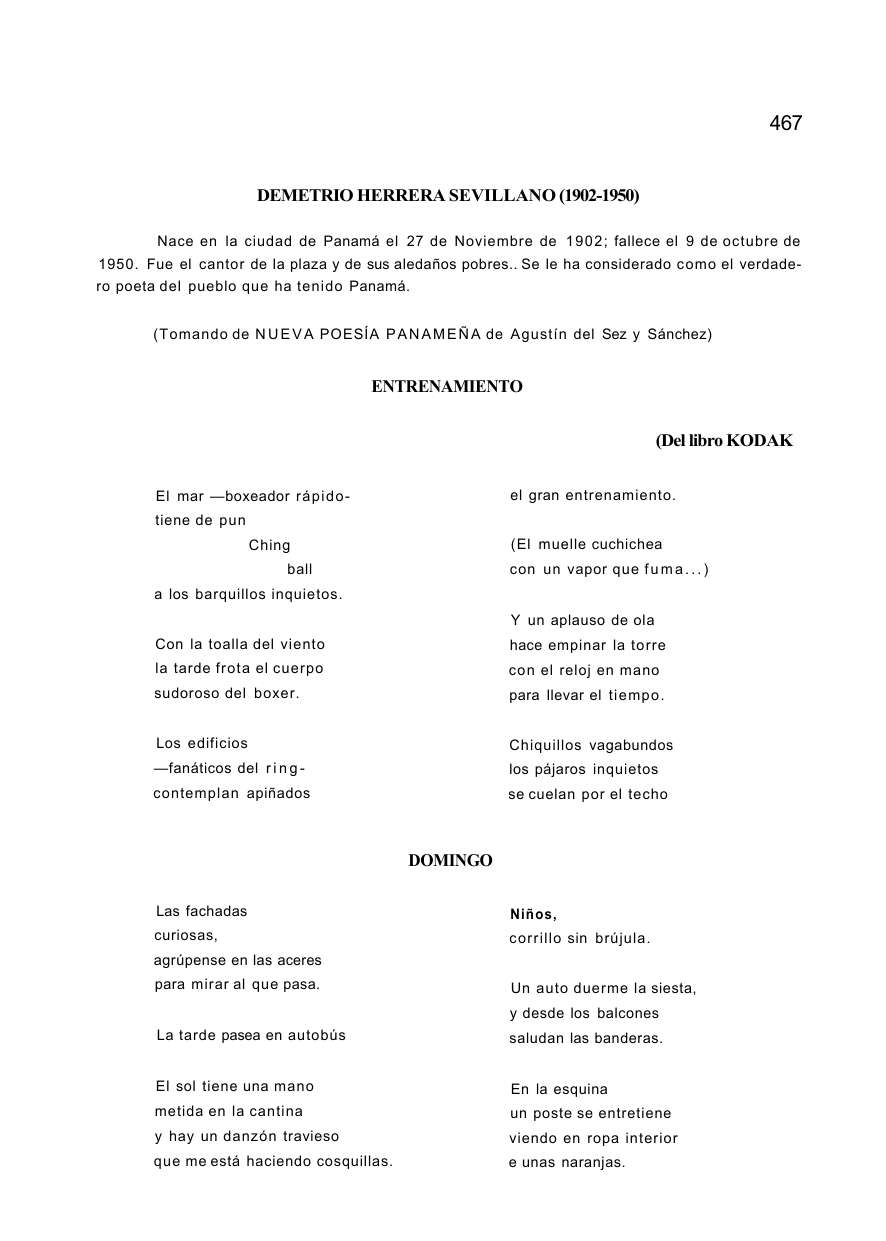 467
DEMETRIO HERRERA SEVILLANO (1902-1950)
Nace en la ciudad de Panamá el 27 de Noviembre de 1902; fallece el 9 de octubre de
1950. Fue el cantor de la plaza y de sus aledaños pobres.. Se le ha considerado como el verdade-
ro poeta del pueblo que ha tenido Panamá.
(Tomando de NUEVA POESÍA PANAMEÑA de Agustín del Sez y Sánchez)
ENTRENAMIENTO
(Del libro KODAK
El mar —boxeador rápido-
tiene de pun
Ching
ball
a los barquillos inquietos.
Con la toalla del viento
la tarde frota el cuerpo
sudoroso del boxer.
Los edificios
—fanáticos del ring-
contemplan apiñados
el gran entrenamiento.
(El muelle cuchichea
con un vapor que fuma...)
Y un aplauso de ola
hace empinar la torre
con el reloj en mano
para llevar el tiempo.
Chiquillos vagabundos
los pájaros inquietos
se cuelan por el techo
DOMINGO
Las fachadas
curiosas,
agrúpense en las aceres
para mirar al que pasa.
La tarde pasea en autobús
El sol tiene una mano
metida en la cantina
y hay un danzón travieso
que me está haciendo cosquillas.
Niños,
corrillo sin brújula.
Un auto duerme la siesta,
y desde los balcones
saludan las banderas.
En la esquina
un poste se entretiene
viendo en ropa interior
e unas naranjas.